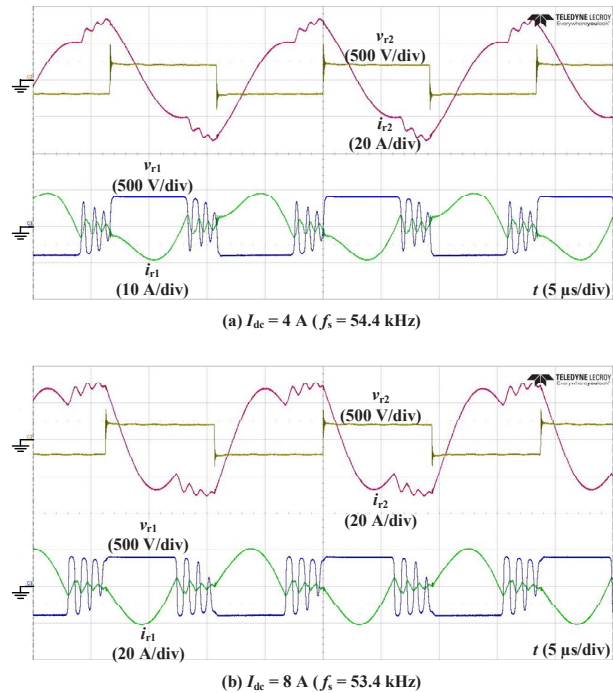 TELEDYNE LECROY
Everywhereyoulook
vr2
(500 V/div)
ir2
(20 A/div)
vr1
(500 V/div)
ir1
(10 A/div)
t (5 μs/div)
(a) Idc = 4 A ( fs = 54.4 kHz)
TELEDYNE LECROY
Everywhereyoulook
vr2
(500 V/div)
ir2
(20 A/div)
vr1
(500 V/div)
ir1
(20 A/div)
t (5 μs/div)
(b) Idc = 8 A ( fs = 53.4 kHz)